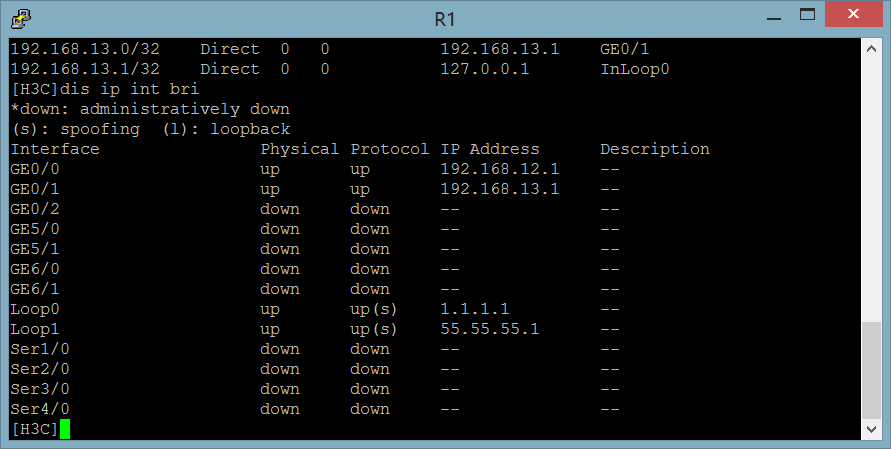 R1
192.168.13.0/32    Direct  0   0           192.168.13.1    GE0/1
192.168.13.1/32    Direct  0   0           127.0.0.1       InLoop0
[H3C]dis ip int bri
*down: administratively down
(s): spoofing  (l): loopback
Interface                Physical Protocol IP Address      Description
GE0/0                    up       up       192.168.12.1    --
GE0/1                    up       up       192.168.13.1    --
GE0/2                    down     down     --              --
GE5/0                    down     down     --              --
GE5/1                    down     down     --              --
GE6/0                    down     down     --              --
GE6/1                    down     down     --              --
Loop0                    up       up(s)    1.1.1.1         --
Loop1                    up       up(s)    55.55.55.1      --
Ser1/0                   down     down     --              --
Ser2/0                   down     down     --              --
Ser3/0                   down     down     --              --
Ser4/0                   down     down     --              --
[H3C]